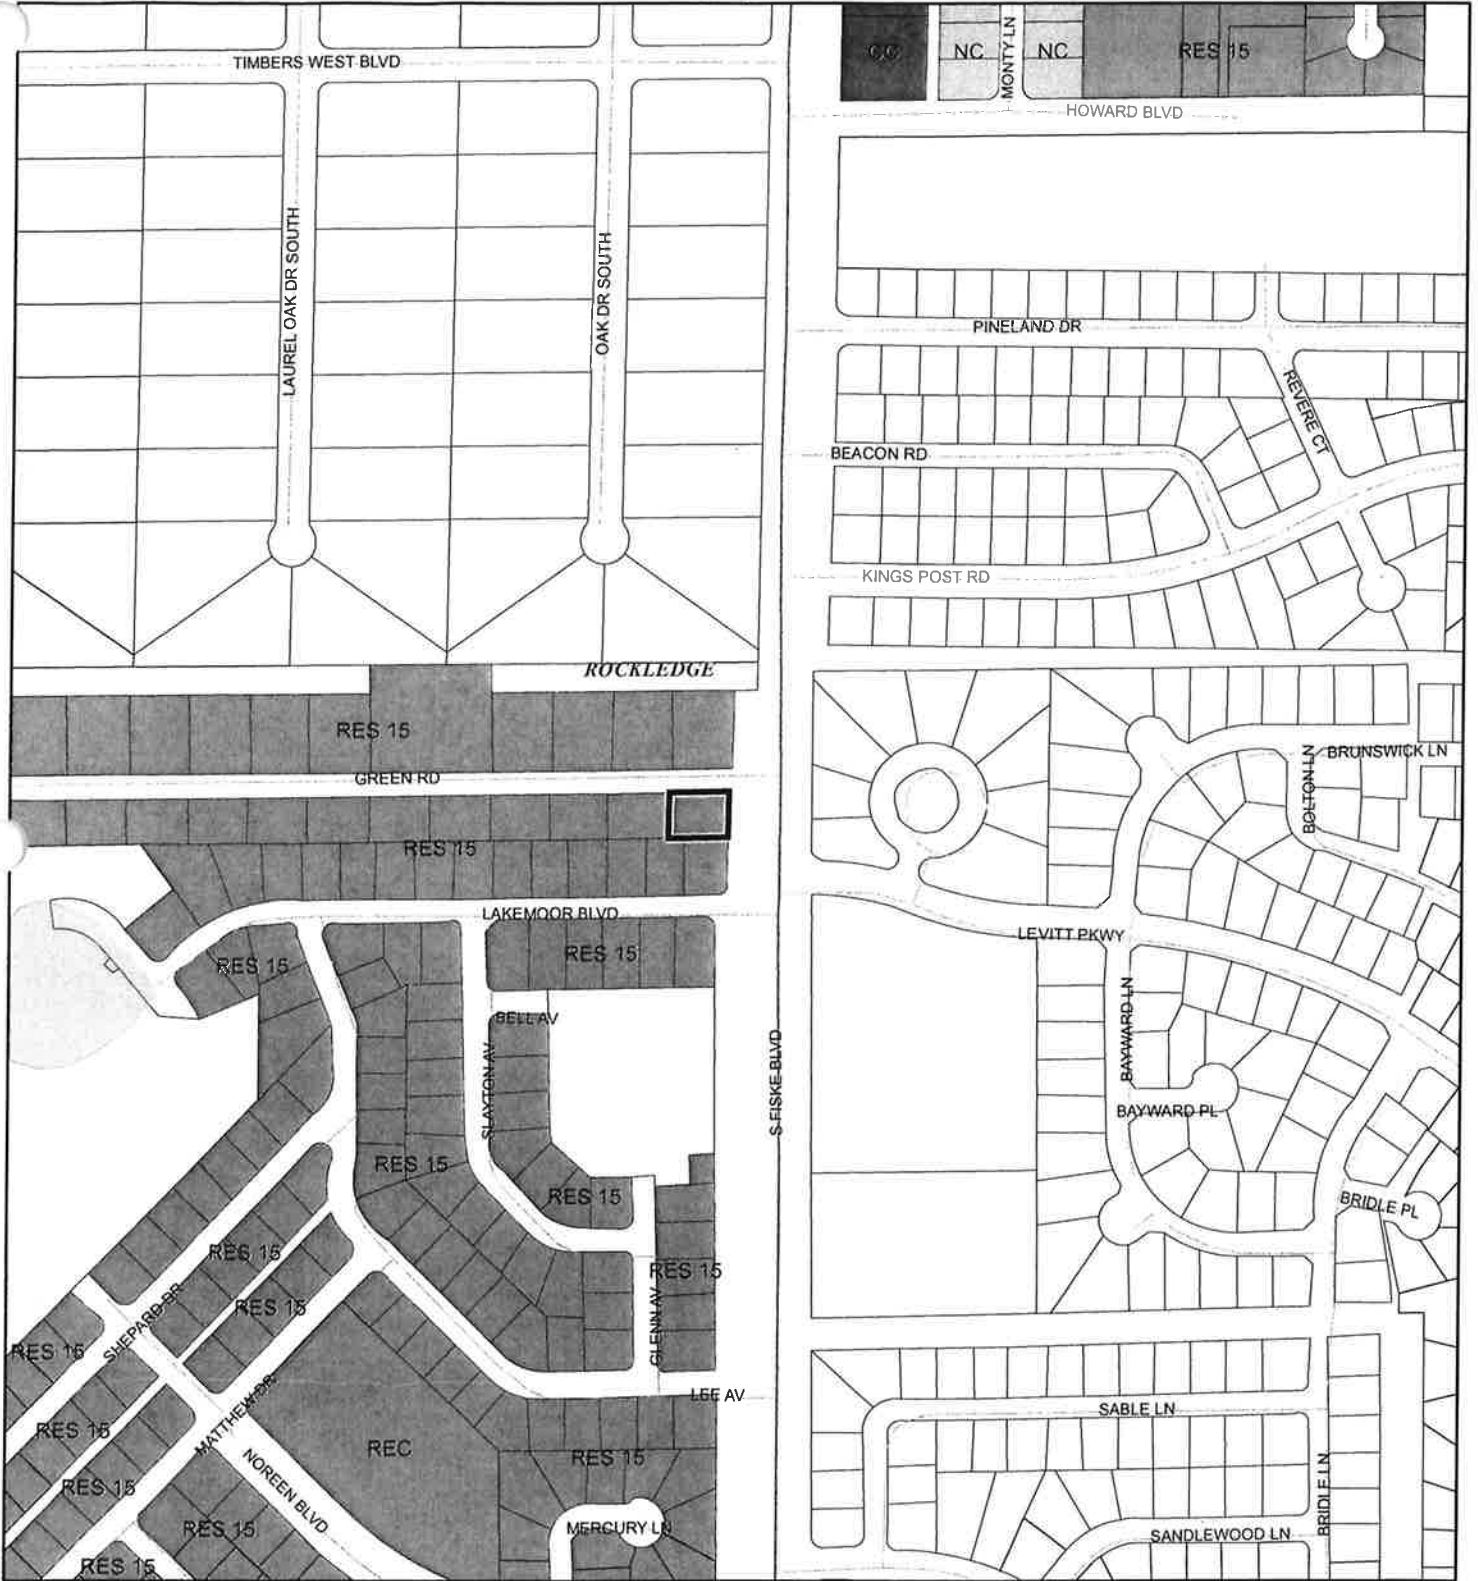 CC
NC
MONTY LN
NC
RES 15
TIMBERS WEST BLVD
HOWARD BLVD
LAUREL OAK DR SOUTH
OAK DR SOUTH
PINELAND DR
REVERE CT
BEACON RD
KINGS POST RD
ROCKLEDGE
RES 15
GREEN RD
BRUNSWICK LN
BOLTON LN
RES 15
LAKEMOOR BLVD
LEVITT PKWY
RES 15
RES 15
BELL AV
SLAYTON AV
S FISKE BLVD
BAYWARD LN
BAYWARD PL
RES 15
RES 15
BRIDLE PL
RES 15
RES 15
RES 15
GLENN AV
SHEPARD DR
RES 15
MATTHEW DR
LEE AV
SABLE LN
RES 15
REC
RES 15
NOREEN BLVD
RES 15
BRIDLE LN
RES 15
MERCURY LN
SANDLEWOOD LN
RES 15